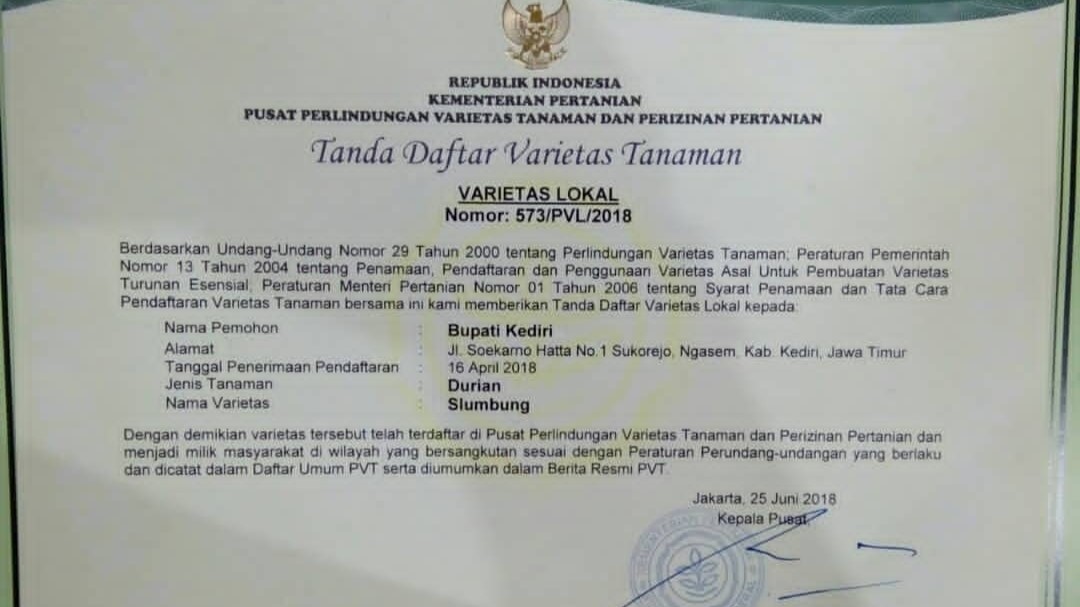 REPUBLIK INDONESIA
KEMENTERIAN PERTANIAN
PUSAT PERLINDUNGAN VARIETAS TANAMAN DAN PERIZINAN PERTANIAN
Tanda Daftar Varietas Tanaman
VARIETAS LOKAL
Nomor: 573/PVL/2018
Berdasarkan Undang-Undang Nomor 29 Tahun 2000 tentang Perlindungan Varietas Tanaman; Peraturan Pemerintah
Nomor 13 Tahun 2004 tentang Penamaan, Pendaftaran dan Penggunaan Varietas Asal Untuk Pembuatan Varietas
Turunan Esensial; Peraturan Menteri Pertanian Nomor 01 Tahun 2006 tentang Syarat Penamaan dan Tata Cara
Pendaftaran Varietas Tanaman bersama ini kami memberikan Tanda Daftar Varietas Lokal kepada:
Nama Pemohon : Bupati Kediri
Alamat : Jl. Soekarno Hatta No.1 Sukorejo, Ngasem, Kab. Kediri, Jawa Timur
Tanggal Penerimaan Pendaftaran : 16 April 2018
Jenis Tanaman : Durian
Nama Varietas : Slumbung
Dengan demikian varietas tersebut telah terdaftar di Pusat Perlindungan Varietas Tanaman dan Perizinan Pertanian dan
menjadi milik masyarakat di wilayah yang bersangkutan sesuai dengan Peraturan Perundang-undangan yang berlaku
dan dicatat dalam Daftar Umum PVT serta diumumkan dalam Berita Resmi PVT.
Jakarta, 25 Juni 2018
Kepala Pusat,